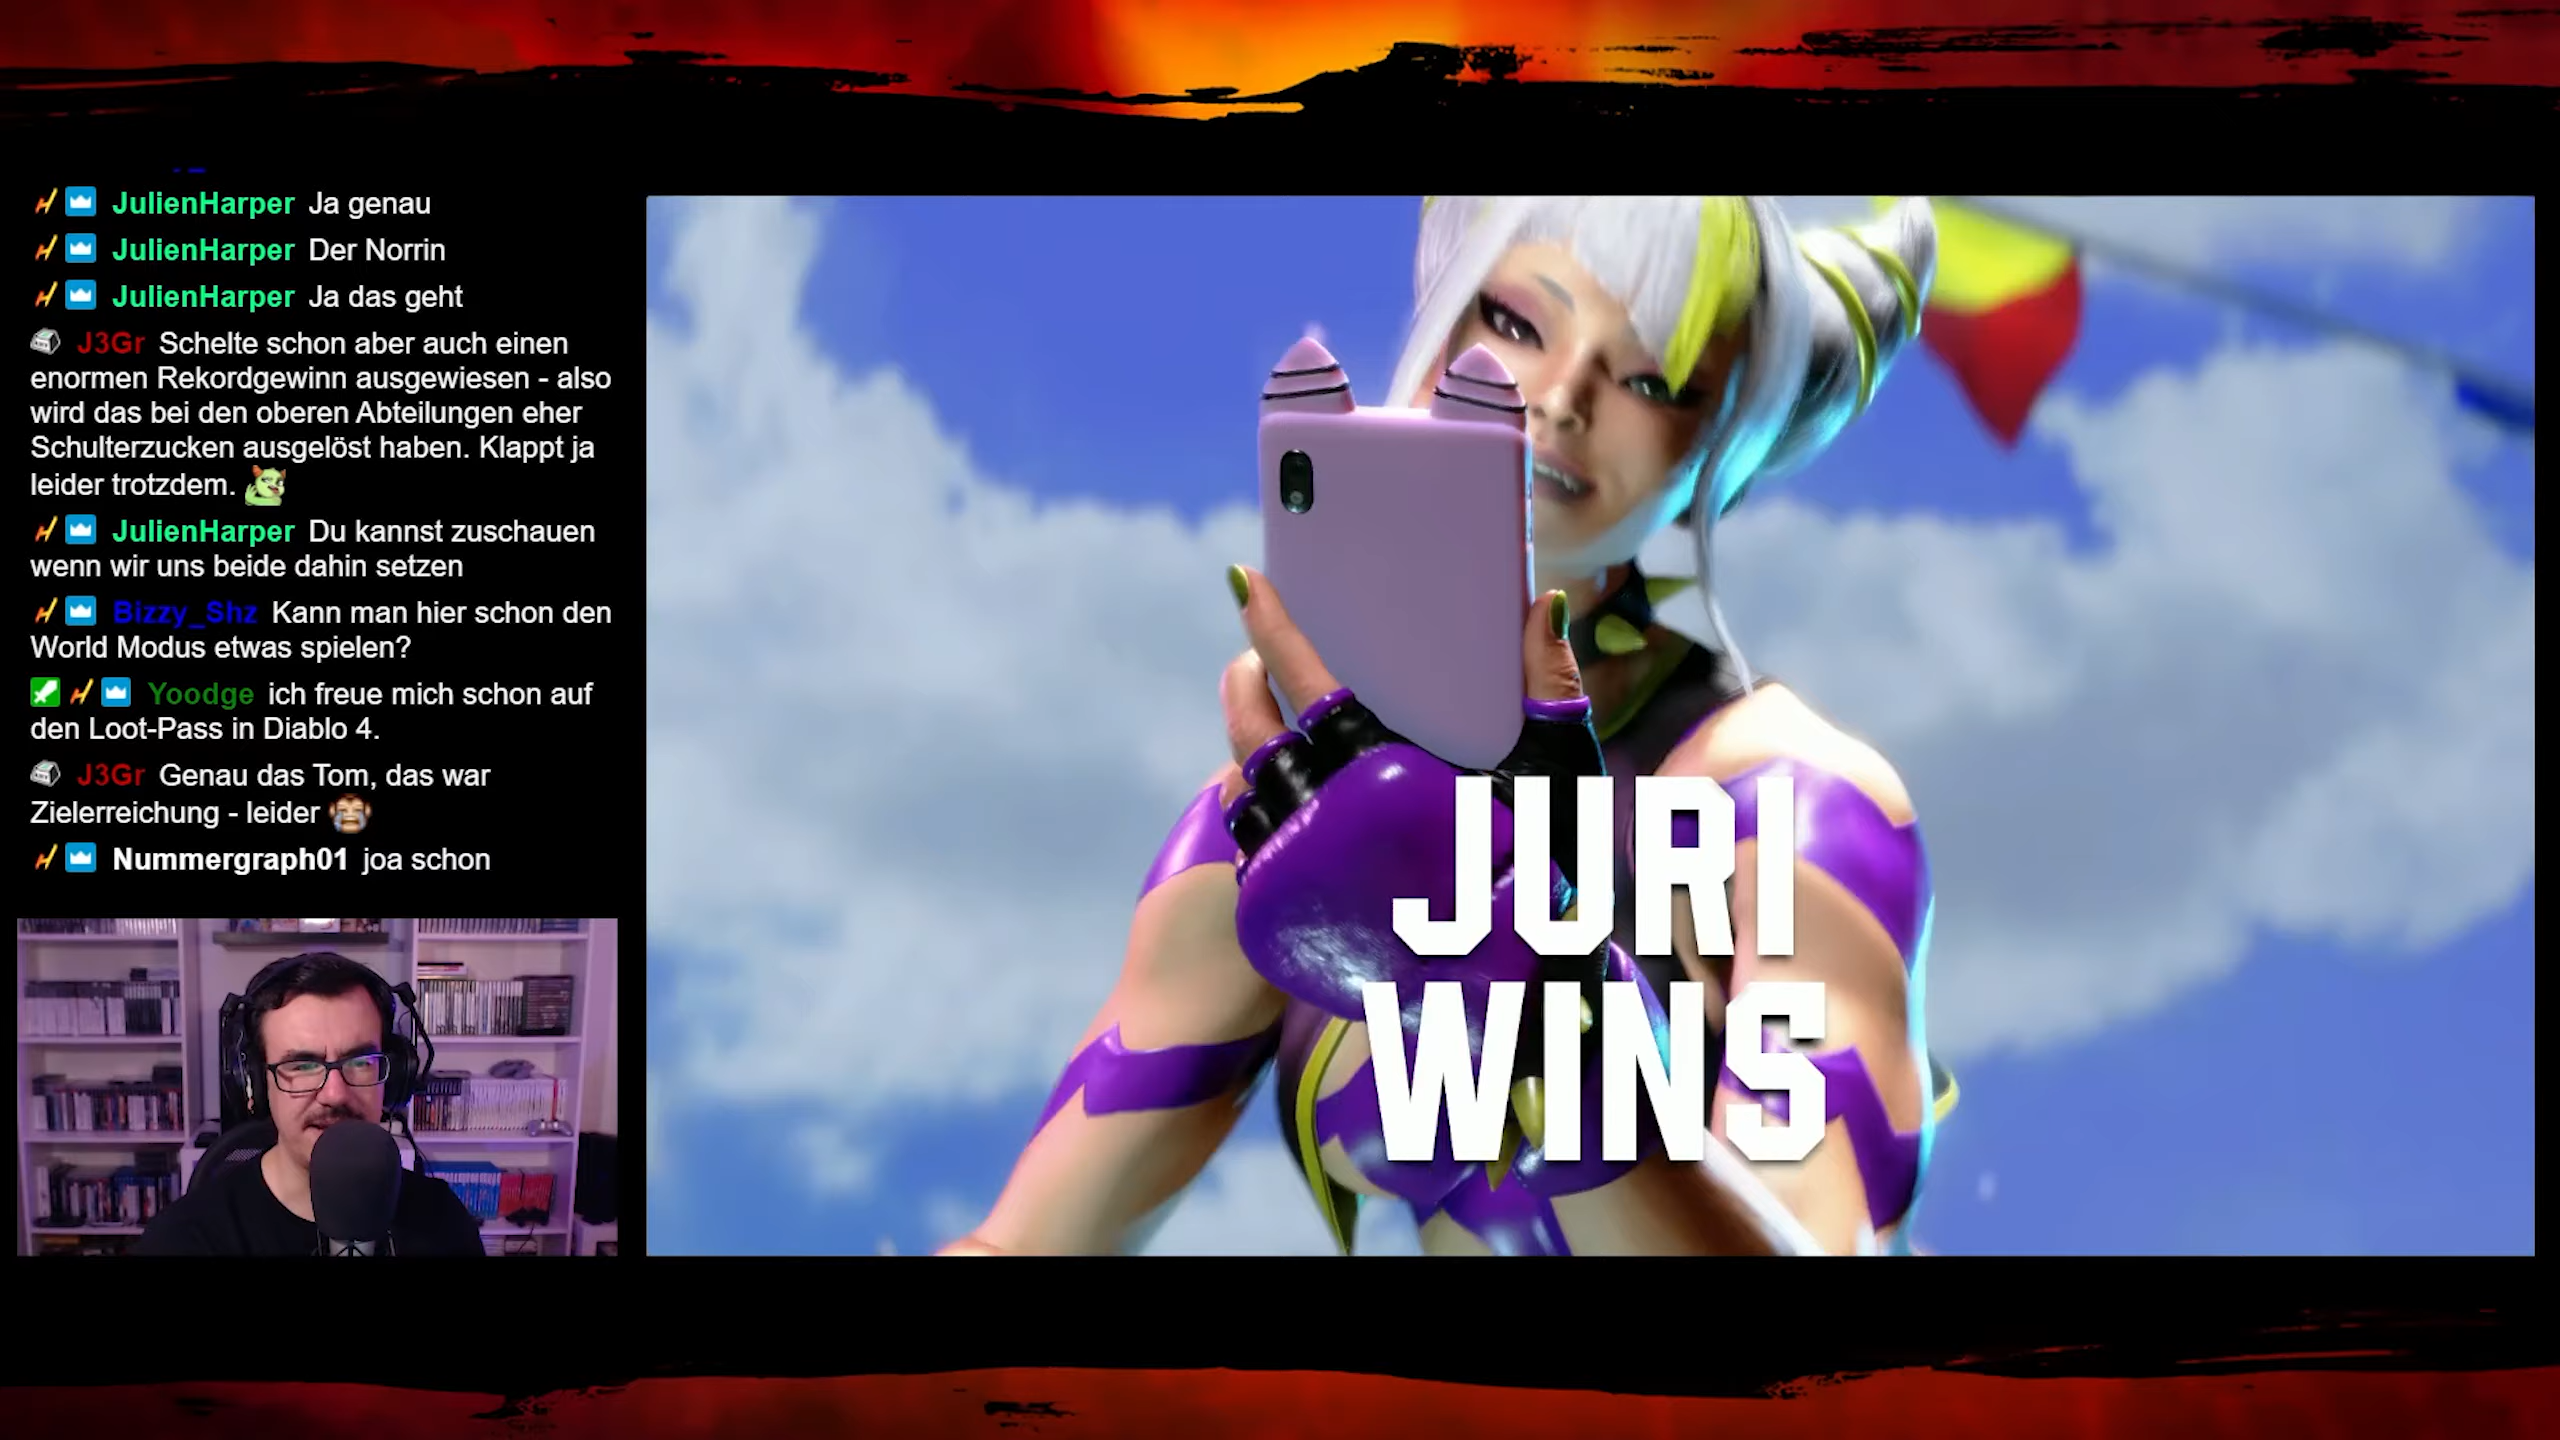 JulienHarper Ja genau
JulienHarper Der Norrin
JulienHarper Ja das geht
J3Gr Schelte schon aber auch einen
enormen Rekordgewinn ausgewiesen - also
wird das bei den oberen Abteilungen eher
Schulterzucken ausgelöst haben. Klappt ja
leider trotzdem.
JulienHarper Du kannst zuschauen
wenn wir uns beide dahin setzen
Bizzy_Shz Kann man hier schon den
World Modus etwas spielen?
Yoodge ich freue mich schon auf
den Loot-Pass in Diablo 4.
J3Gr Genau das Tom, das war
Zielerreichung - leider
Nummergraph01 joa schon
JURI
WINS